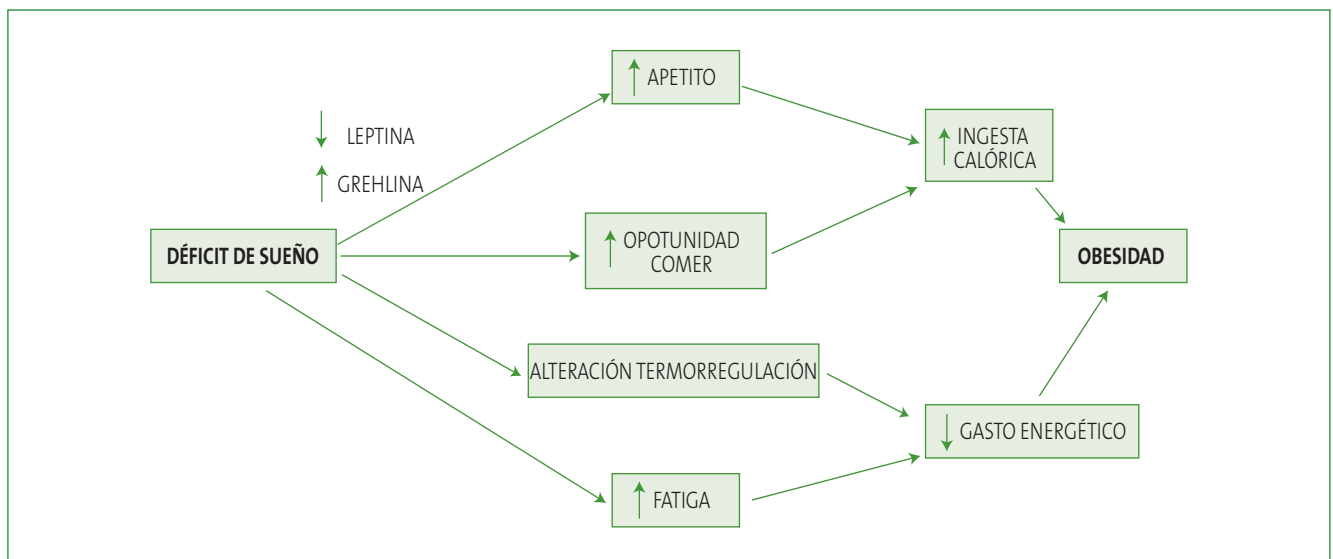 ↑ APETITO
↓ LEPTINA
↑ GREHLINA
↑ INGESTA
CALÓRICA
DÉFICIT DE SUEÑO
↑ OPOTUNIDAD
COMER
OBESIDAD
ALTERACIÓN TERMORREGULACIÓN
↓ GASTO ENERGÉTICO
↑ FATIGA